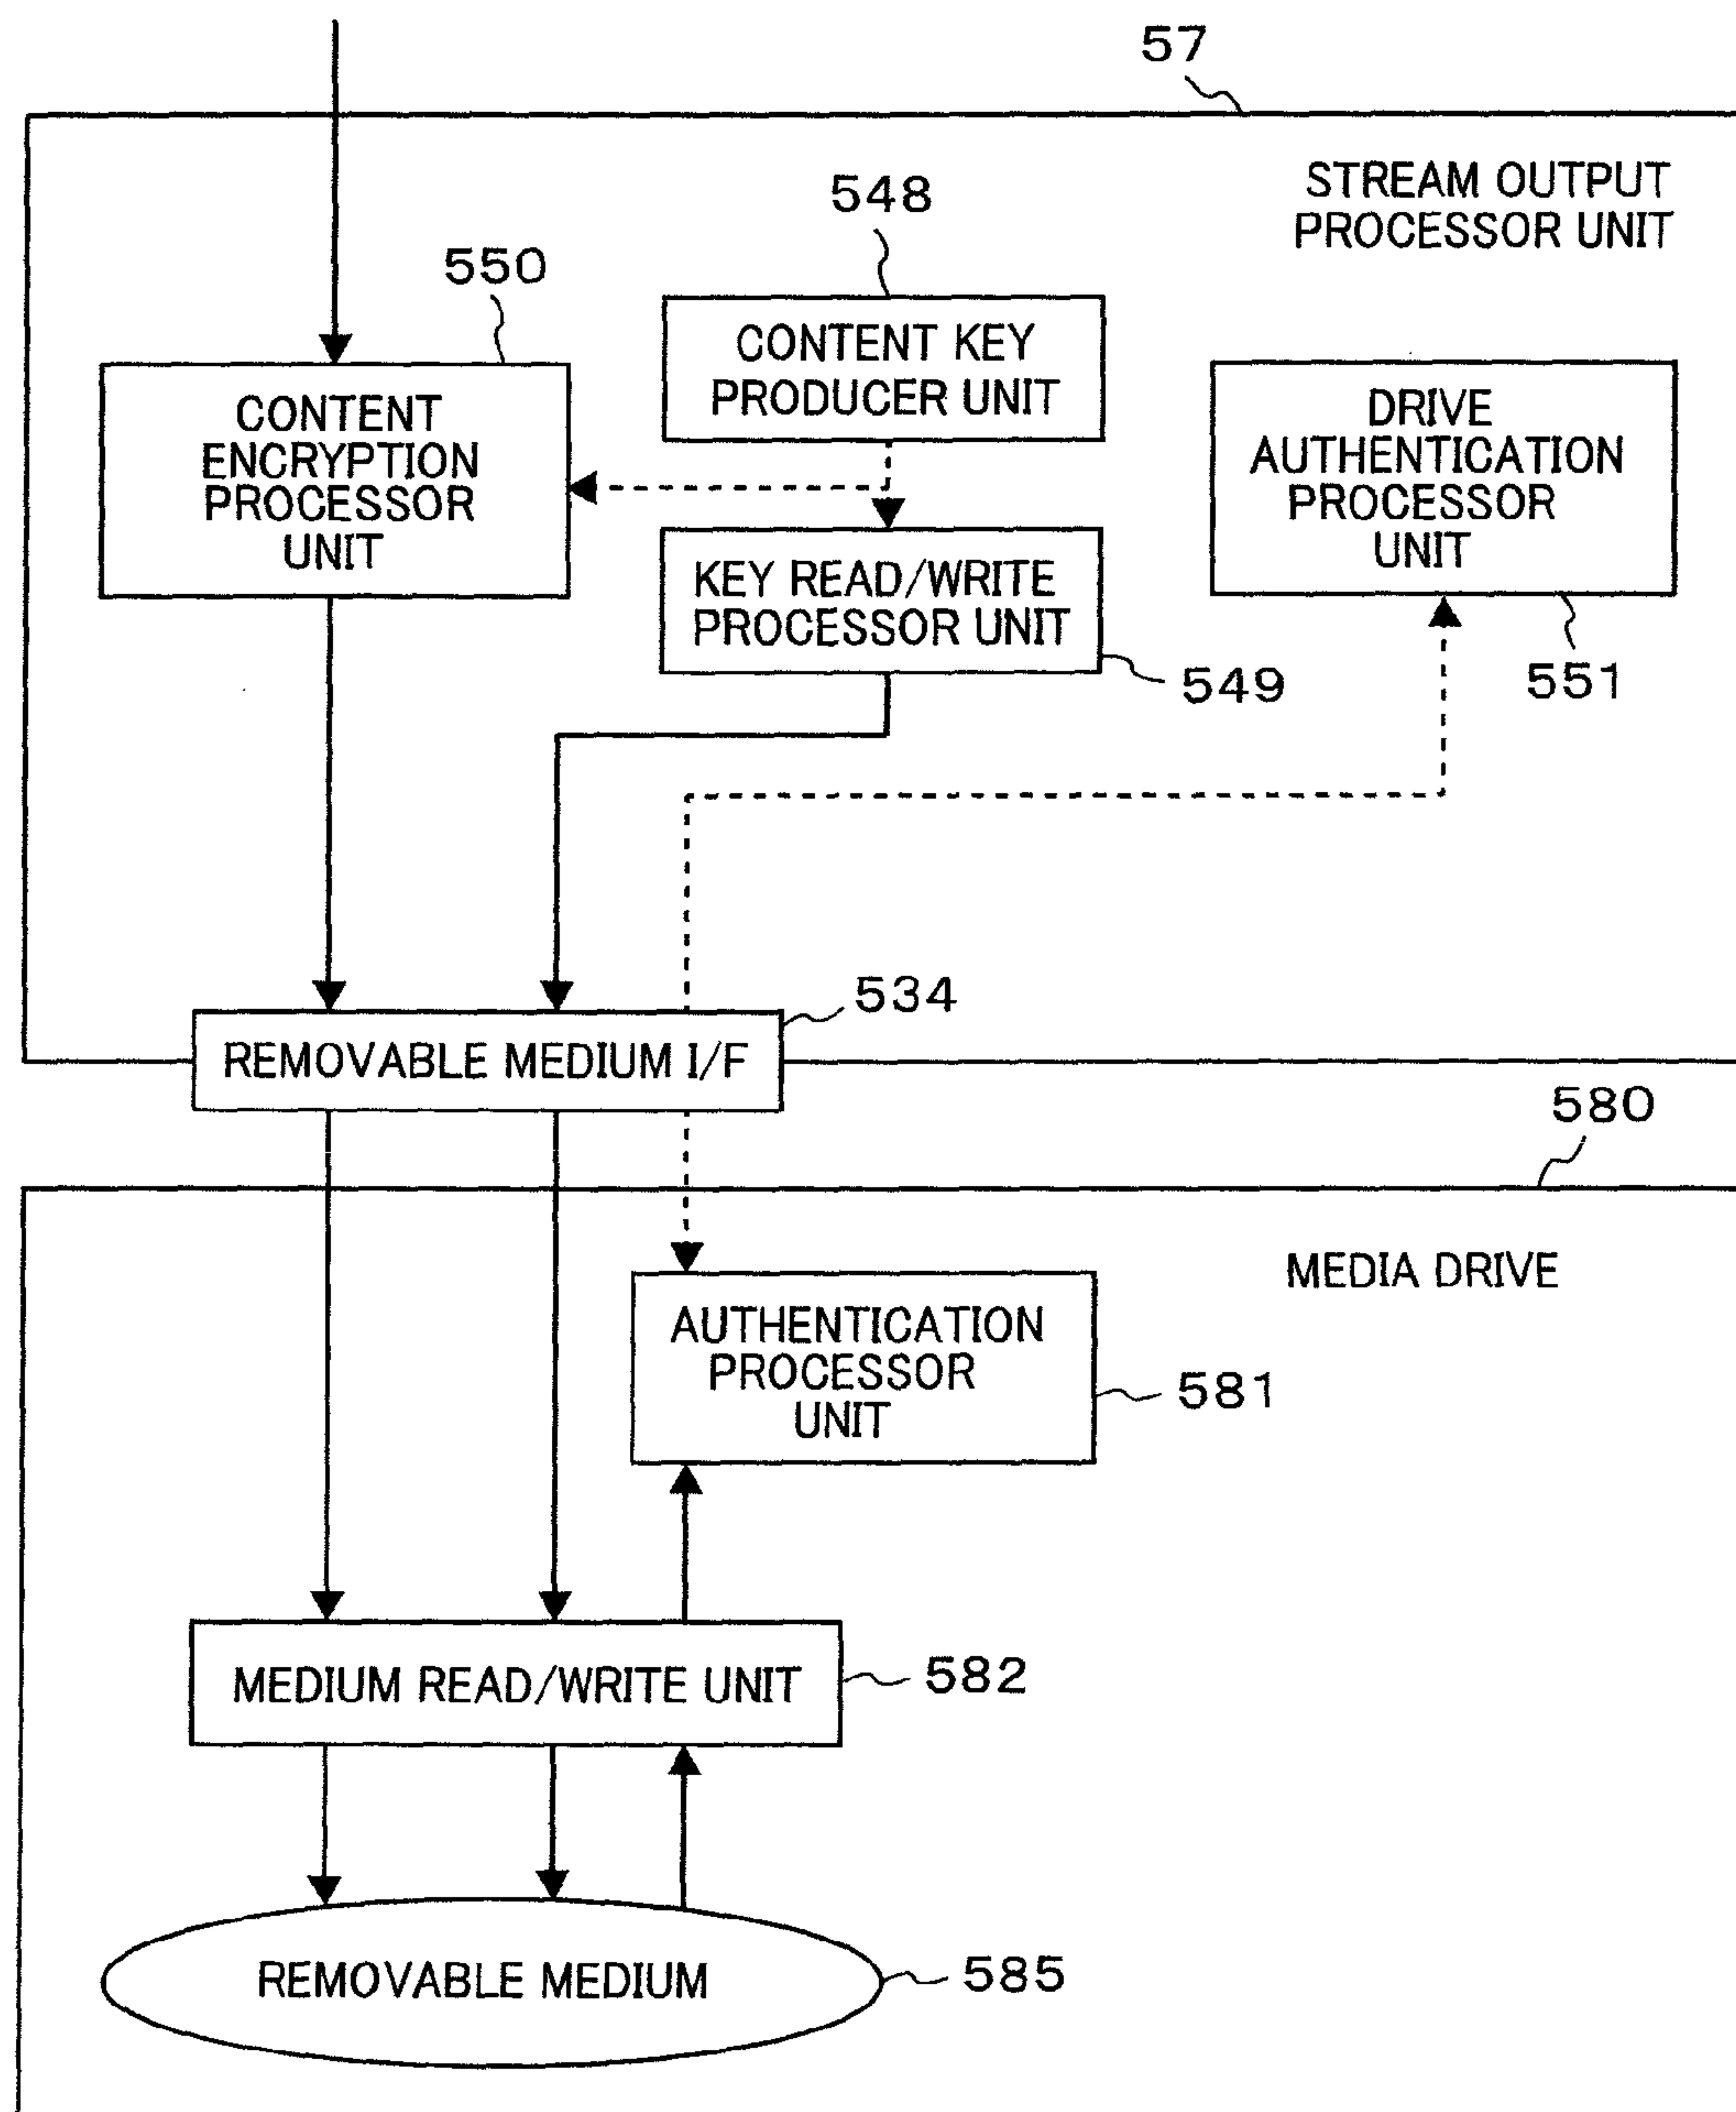 57
STREAM OUTPUT
PROCESSOR UNIT
548
550
CONTENT KEY
PRODUCER UNIT
CONTENT
ENCRYPTION
PROCESSOR
UNIT
DRIVE
AUTHENTICATION
PROCESSOR
UNIT
KEY READ/WRITE
PROCESSOR UNIT
549
551
534
REMOVABLE MEDIUM I/F
580
MEDIA DRIVE
AUTHENTICATION
PROCESSOR
UNIT
581
MEDIUM READ/WRITE UNIT
582
REMOVABLE MEDIUM
585